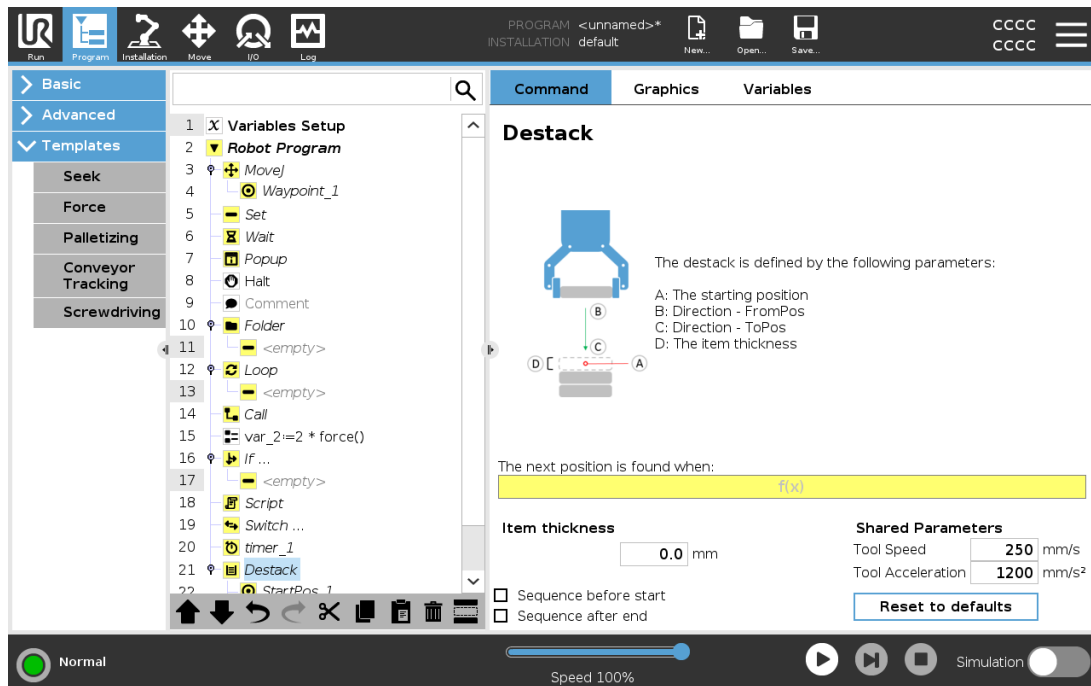 PROGRAM <unnamed>*
INSTALLATION default
CCCC
CCCC
UR
Run
Program
Installation
Move
I/O
Log
New...
Open...
Save...
Basic
Advanced
Templates
Seek
Force
Palletizing
Conveyor
Tracking
Screwdriving
1 X Variables Setup
2 Robot Program
3 MoveJ
4 Waypoint_1
5 Set
6 Wait
7 Popup
8 Halt
9 Comment
10 Folder
11 <empty>
12 Loop
13 <empty>
14 Call
15 var_2:=2 * force()
16 If ...
17 <empty>
18 Script
19 Switch ...
20 timer_1
21 Destack
22 StartPos_1
Command
Graphics
Variables
Destack
B
C
D
A
The destack is defined by the following parameters:
A: The starting position
B: Direction - FromPos
C: Direction - ToPos
D: The item thickness
The next position is found when:
f(x)
Item thickness
0.0 mm
Sequence before start
Sequence after end
Shared Parameters
Tool Speed 250 mm/s
Tool Acceleration 1200 mm/s²
Reset to defaults
Normal
Speed 100%
Simulation